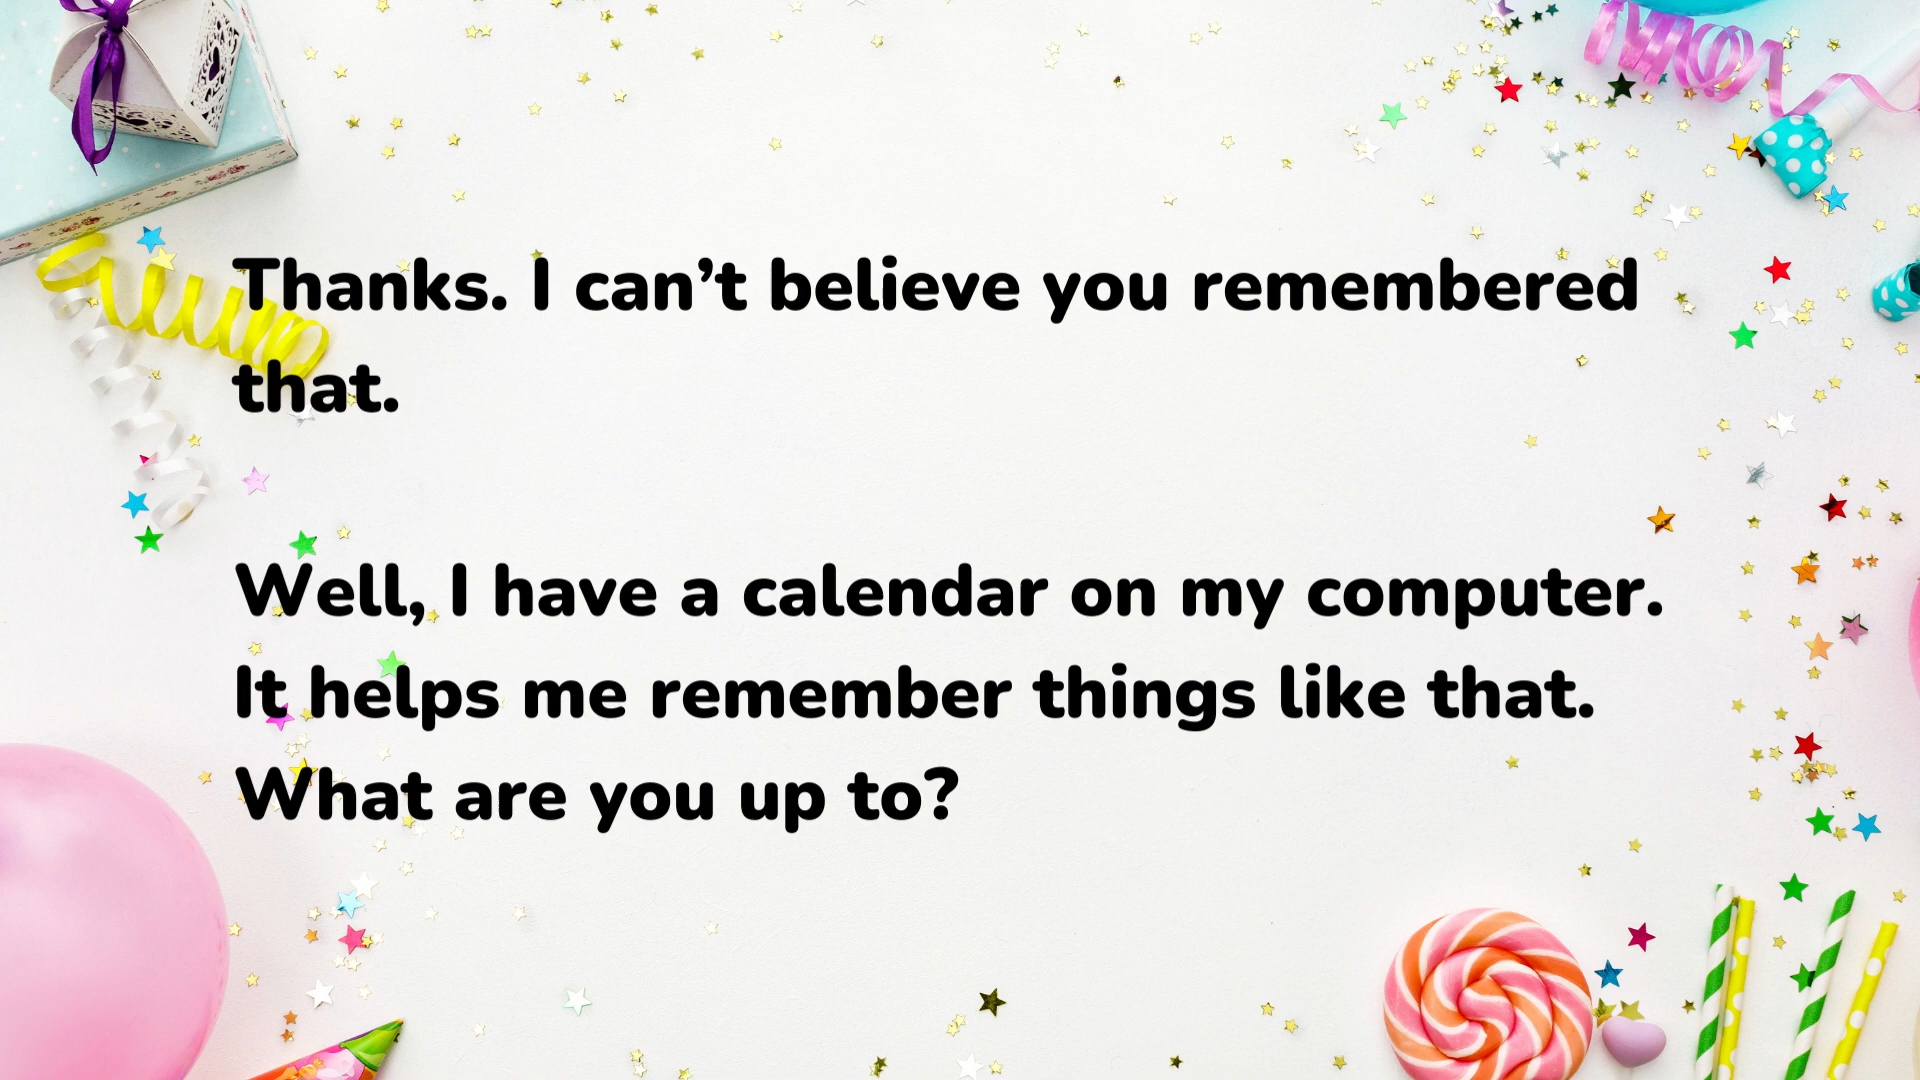 Thanks. I can’t believe you remembered
that.
Well, I have a calendar on my computer.
It helps me remember things like that.
What are you up to?